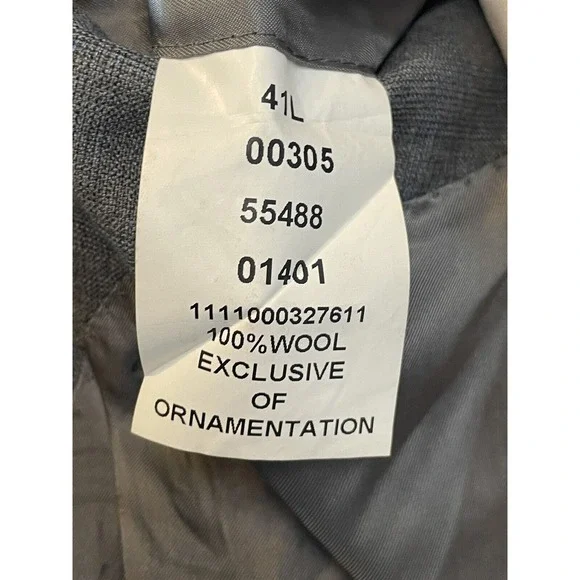 41L
00305
55488
01401
1111000327611
100%WOOL
EXCLUSIVE
OF
ORNAMENTATION